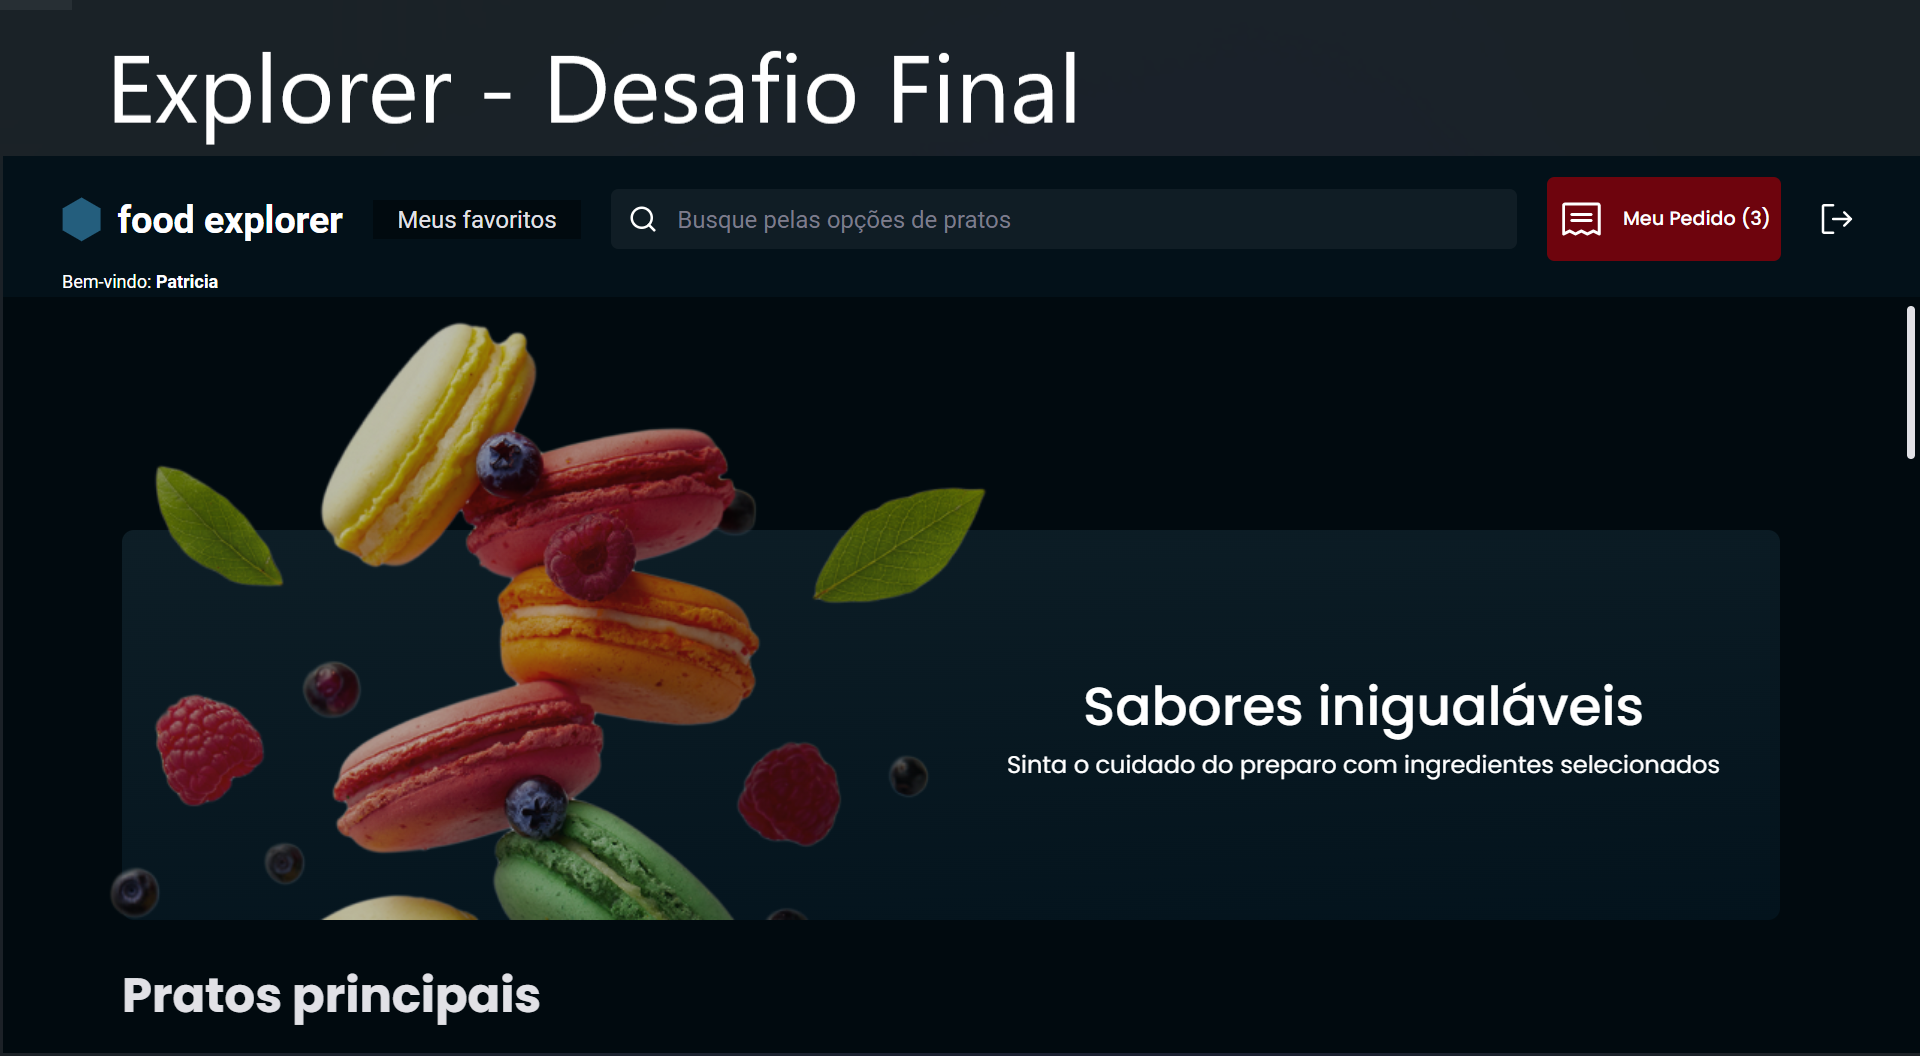 Explorer - Desafio Final
food explorer
Meus favoritos
Busque pelas opções de pratos
Meu Pedido (3)
Bem-vindo: Patricia
Sabores inigualáveis
Sinta o cuidado do preparo com ingredientes selecionados
Pratos principais